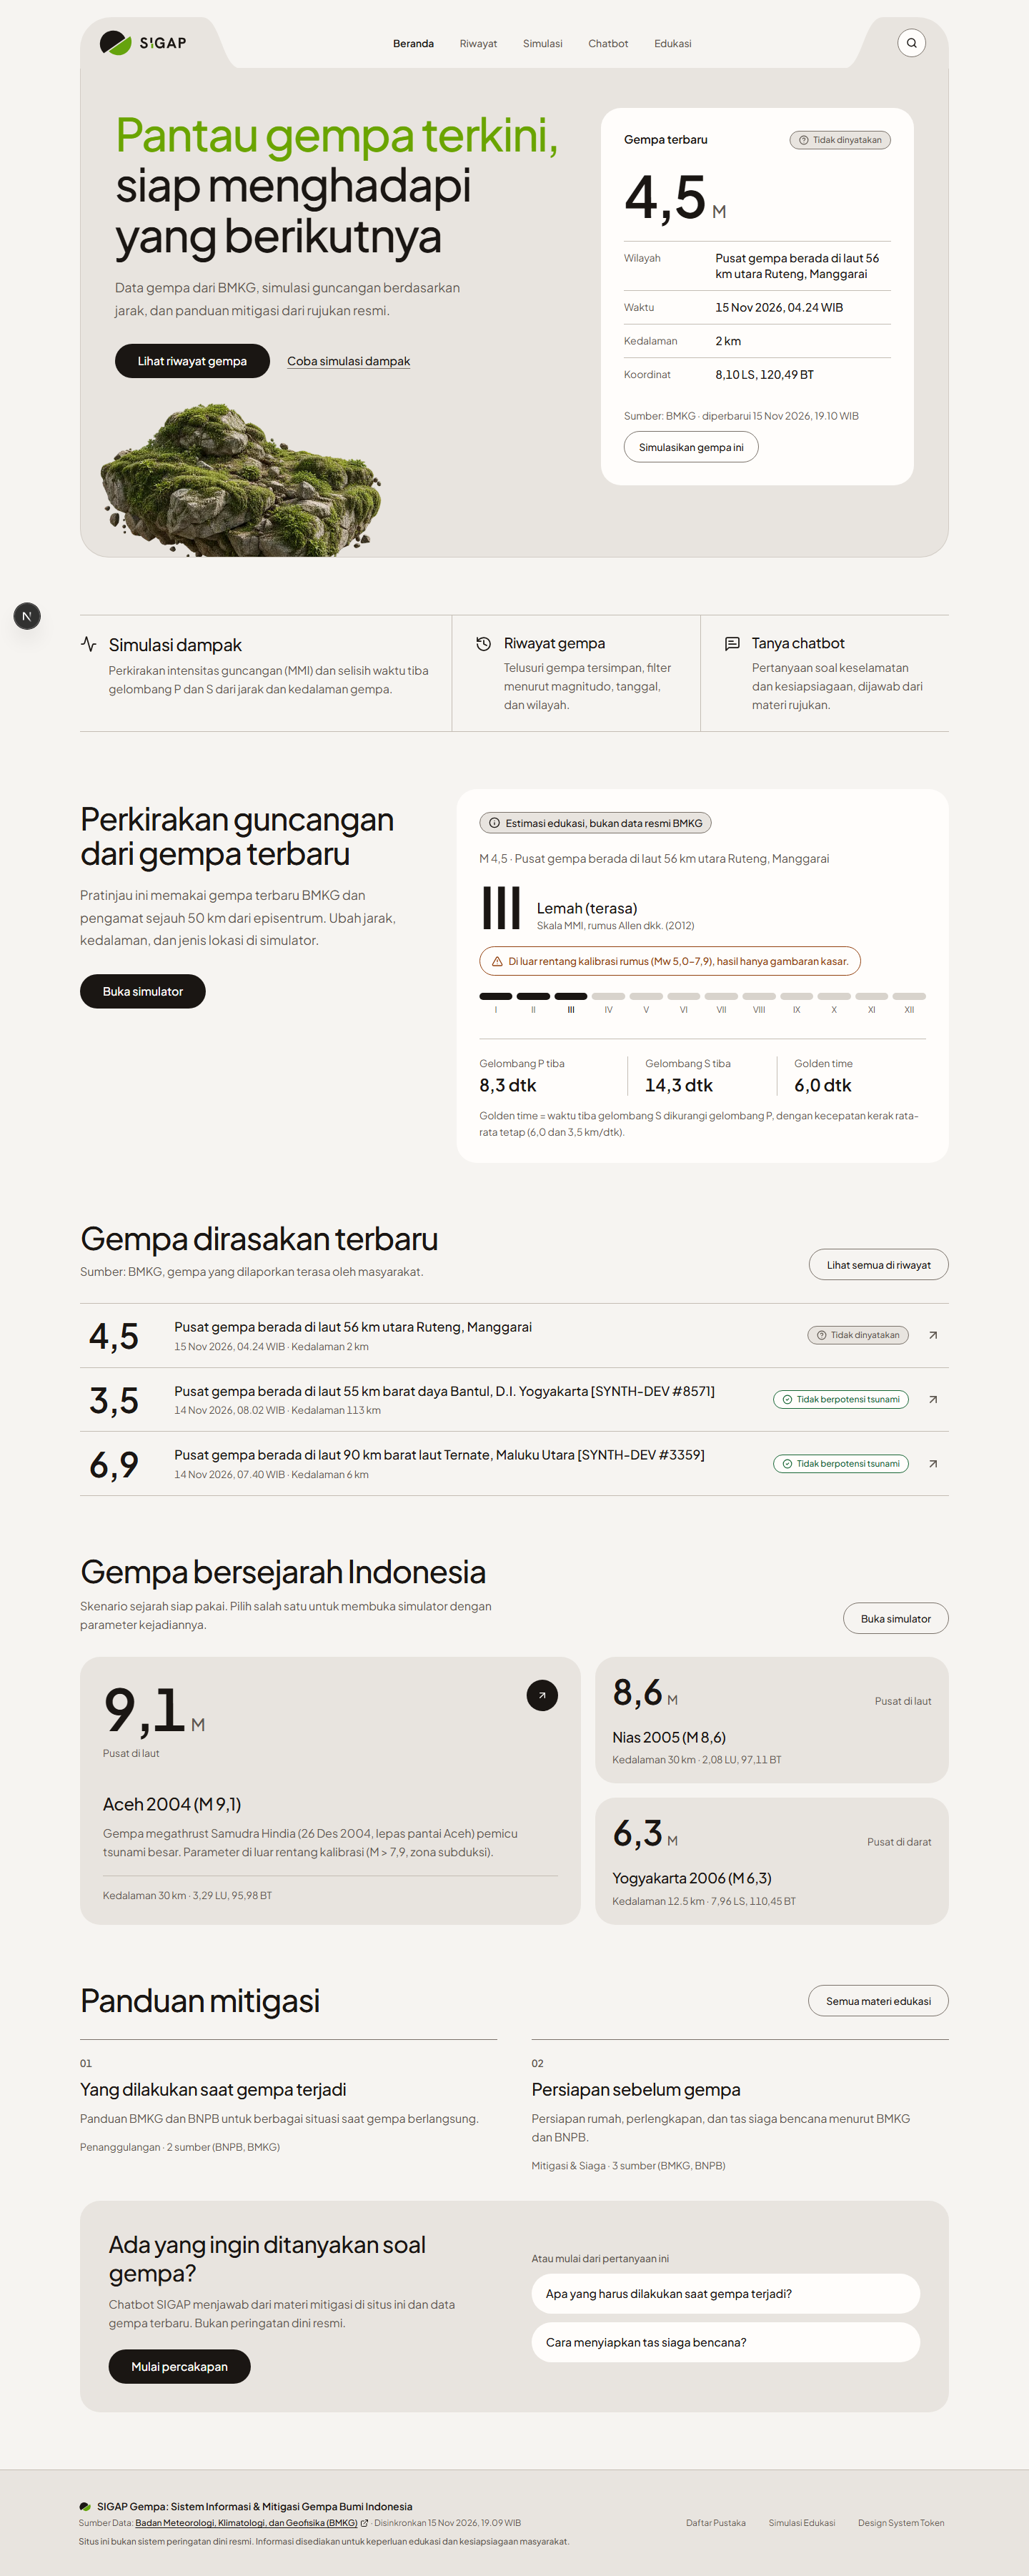 SIGAP
Beranda
Riwayat
Simulasi
Chatbot
Edukasi
Pantau gempa terkini,
siap menghadapi
yang berikutnya
Data gempa dari BMKG, simulasi guncangan berdasarkan
jarak, dan panduan mitigasi dari rujukan resmi.
Lihat riwayat gempa
Coba simulasi dampak
Gempa terbaru
Tidak dinyatakan
4,5 M
Wilayah
Pusat gempa berada di laut 56
km utara Ruteng, Manggarai
Waktu
15 Nov 2026, 04.24 WIB
Kedalaman
2 km
Koordinat
8,10 LS, 120,49 BT
Sumber: BMKG · diperbarui 15 Nov 2026, 19.10 WIB
Simulasikan gempa ini
N
Simulasi dampak
Perkirakan intensitas guncangan (MMI) dan selisih waktu tiba
gelombang P dan S dari jarak dan kedalaman gempa.
Riwayat gempa
Telusuri gempa tersimpan, filter
menurut magnitudo, tanggal,
dan wilayah.
Tanya chatbot
Pertanyaan soal keselamatan
dan kesiapsiagaan, dijawab dari
materi rujukan.
Perkirakan guncangan
dari gempa terbaru
Pratinjau ini memakai gempa terbaru BMKG dan
pengamat sejauh 50 km dari episentrum. Ubah jarak,
kedalaman, dan jenis lokasi di simulator.
Buka simulator
Estimasi edukasi, bukan data resmi BMKG
M 4,5 · Pusat gempa berada di laut 56 km utara Ruteng, Manggarai
III
Lemah (terasa)
Skala MMI, rumus Allen dkk. (2012)
Di luar rentang kalibrasi rumus (Mw 5,0–7,9), hasil hanya gambaran kasar.
I II III IV V VI VII VIII IX X XI XII
Gelombang P tiba
8,3 dtk
Gelombang S tiba
14,3 dtk
Golden time
6,0 dtk
Golden time = waktu tiba gelombang S dikurangi gelombang P, dengan kecepatan kerak rata-
rata tetap (6,0 dan 3,5 km/dtk).
Gempa dirasakan terbaru
Sumber: BMKG, gempa yang dilaporkan terasa oleh masyarakat.
Lihat semua di riwayat
4,5
Pusat gempa berada di laut 56 km utara Ruteng, Manggarai
15 Nov 2026, 04.24 WIB · Kedalaman 2 km
Tidak dinyatakan
3,5
Pusat gempa berada di laut 55 km barat daya Bantul, D.I. Yogyakarta [SYNTH-DEV #8571]
14 Nov 2026, 08.02 WIB · Kedalaman 113 km
Tidak berpotensi tsunami
6,9
Pusat gempa berada di laut 90 km barat laut Ternate, Maluku Utara [SYNTH-DEV #3359]
14 Nov 2026, 07.40 WIB · Kedalaman 6 km
Tidak berpotensi tsunami
Gempa bersejarah Indonesia
Skenario sejarah siap pakai. Pilih salah satu untuk membuka simulator dengan
parameter kejadiannya.
Buka simulator
9,1 M
Pusat di laut
Aceh 2004 (M 9,1)
Gempa megathrust Samudra Hindia (26 Des 2004, lepas pantai Aceh) pemicu
tsunami besar. Parameter di luar rentang kalibrasi (M > 7,9, zona subduksi).
Kedalaman 30 km · 3,29 LU, 95,98 BT
8,6 M
Pusat di laut
Nias 2005 (M 8,6)
Kedalaman 30 km · 2,08 LU, 97,11 BT
6,3 M
Pusat di darat
Yogyakarta 2006 (M 6,3)
Kedalaman 12.5 km · 7,96 LS, 110,45 BT
Panduan mitigasi
Semua materi edukasi
01
Yang dilakukan saat gempa terjadi
Panduan BMKG dan BNPB untuk berbagai situasi saat gempa berlangsung.
Penanggulangan · 2 sumber (BNPB, BMKG)
02
Persiapan sebelum gempa
Persiapan rumah, perlengkapan, dan tas siaga bencana menurut BMKG
dan BNPB.
Mitigasi & Siaga · 3 sumber (BMKG, BNPB)
Ada yang ingin ditanyakan soal
gempa?
Chatbot SIGAP menjawab dari materi mitigasi di situs ini dan data
gempa terbaru. Bukan peringatan dini resmi.
Mulai percakapan
Atau mulai dari pertanyaan ini
Apa yang harus dilakukan saat gempa terjadi?
Cara menyiapkan tas siaga bencana?
SIGAP Gempa: Sistem Informasi & Mitigasi Gempa Bumi Indonesia
Sumber Data: Badan Meteorologi, Klimatologi, dan Geofisika (BMKG) · Disinkronkan 15 Nov 2026, 19.09 WIB
Situs ini bukan sistem peringatan dini resmi. Informasi disediakan untuk keperluan edukasi dan kesiapsiagaan masyarakat.
Daftar Pustaka
Simulasi Edukasi
Design System Token